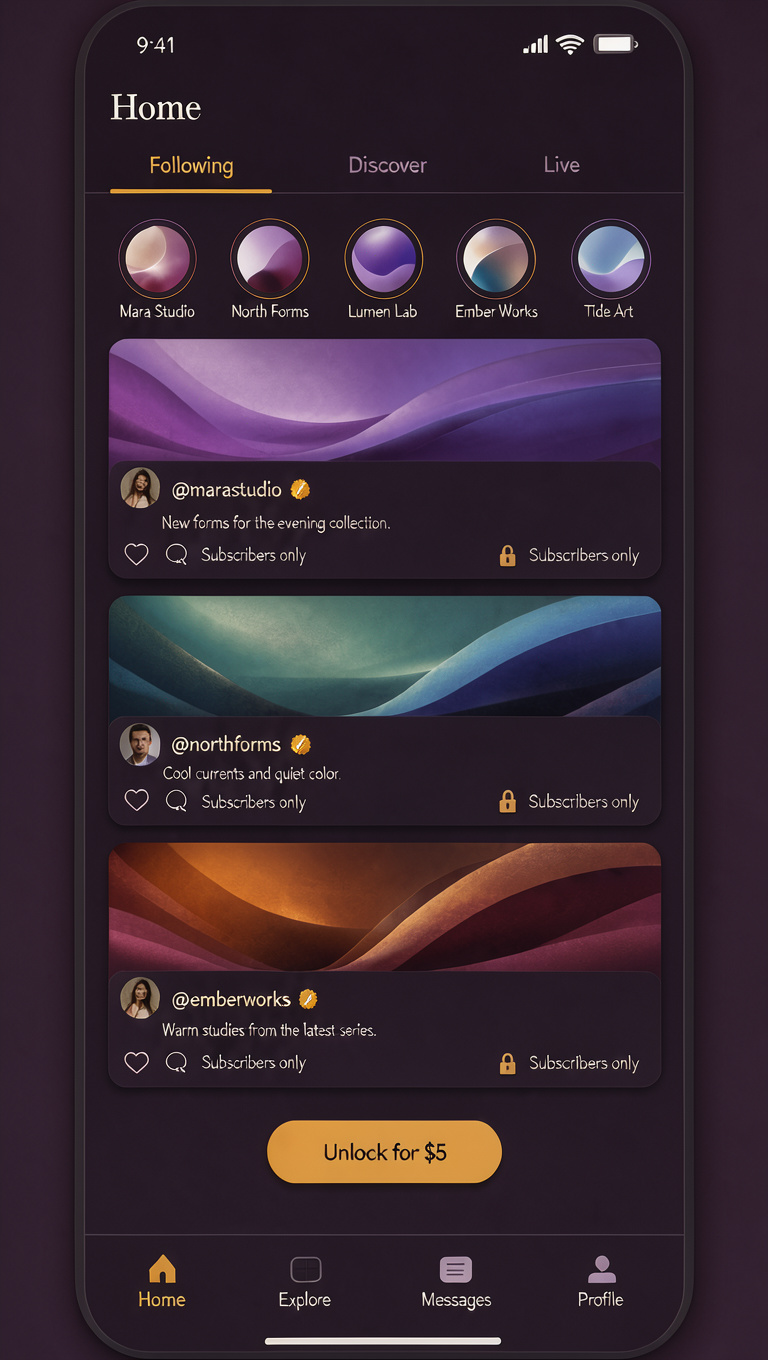 9:41
Home
Following Discover Live
Mara Studio North Forms Lumen Lab Ember Works Tide Art
@marastudio
New forms for the evening collection.
Subscribers only Subscribers only
@northforms
Cool currents and quiet color.
Subscribers only Subscribers only
@emberworks
Warm studies from the latest series.
Subscribers only Subscribers only
Unlock for $5
Home Explore Messages Profile